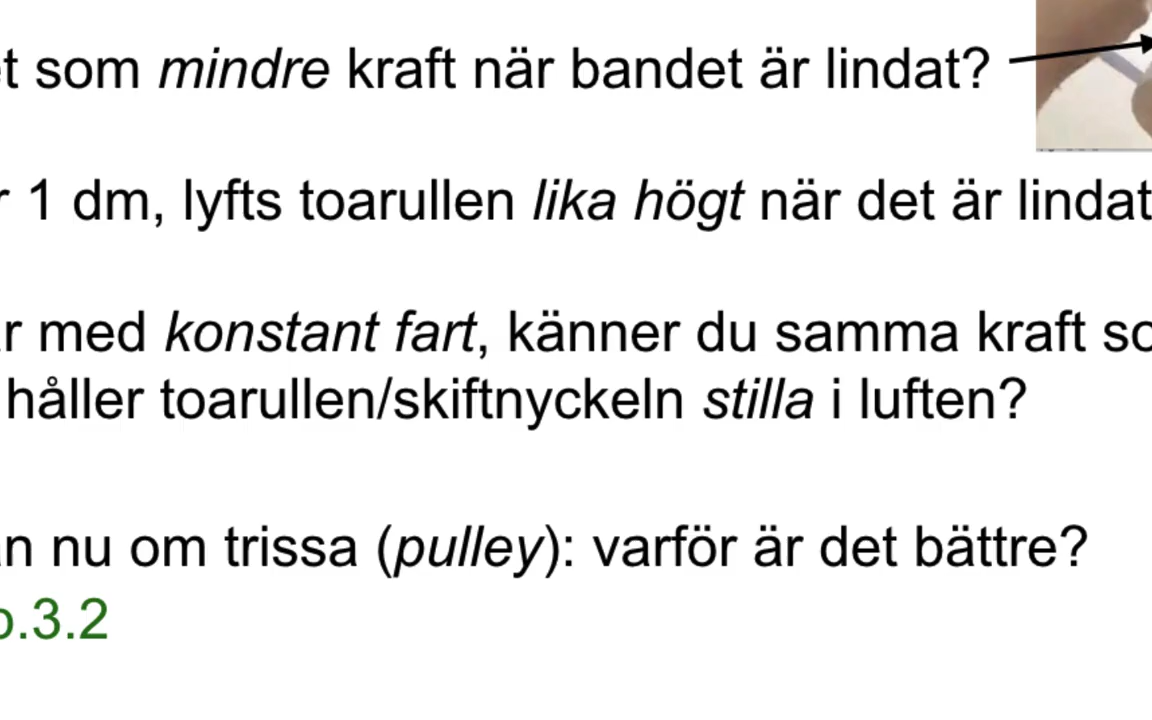 t som mindre kraft när bandet är lindat?
r 1 dm, lyfts toarullen lika högt när det är lindat
r med konstant fart, känner du samma kraft so
håller toarullen/skiftnyckeln stilla i luften?
n nu om trissa (pulley): varför är det bättre?
.3.2